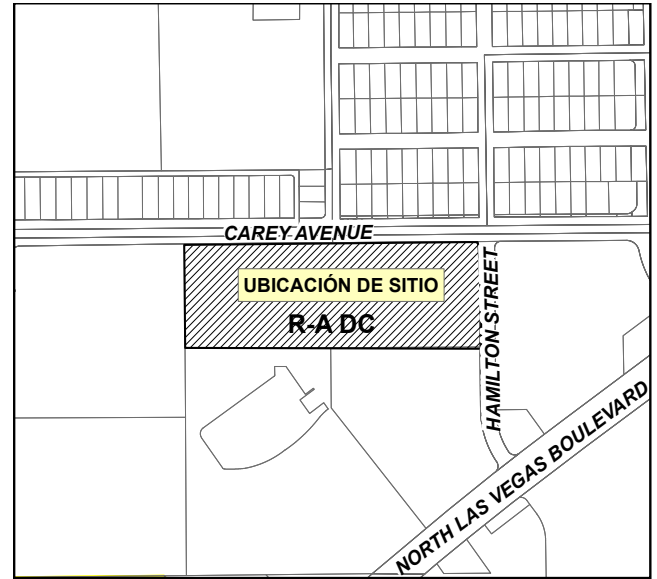 CAREY AVENUE
UBICACIÓN DE SITIO
R-A DC
HAMILTON STREET
NORTH LAS VEGAS BOULEVARD